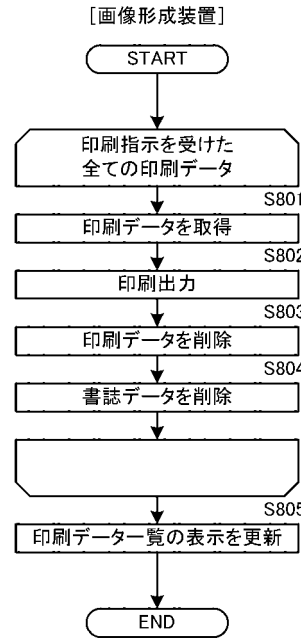 [画像形成装置]
START
印刷指示を受けた
全ての印刷データ
S801
印刷データを取得
S802
印刷出力
S803
印刷データを削除
S804
書誌データを削除
S805
印刷データ一覧の表示を更新
END